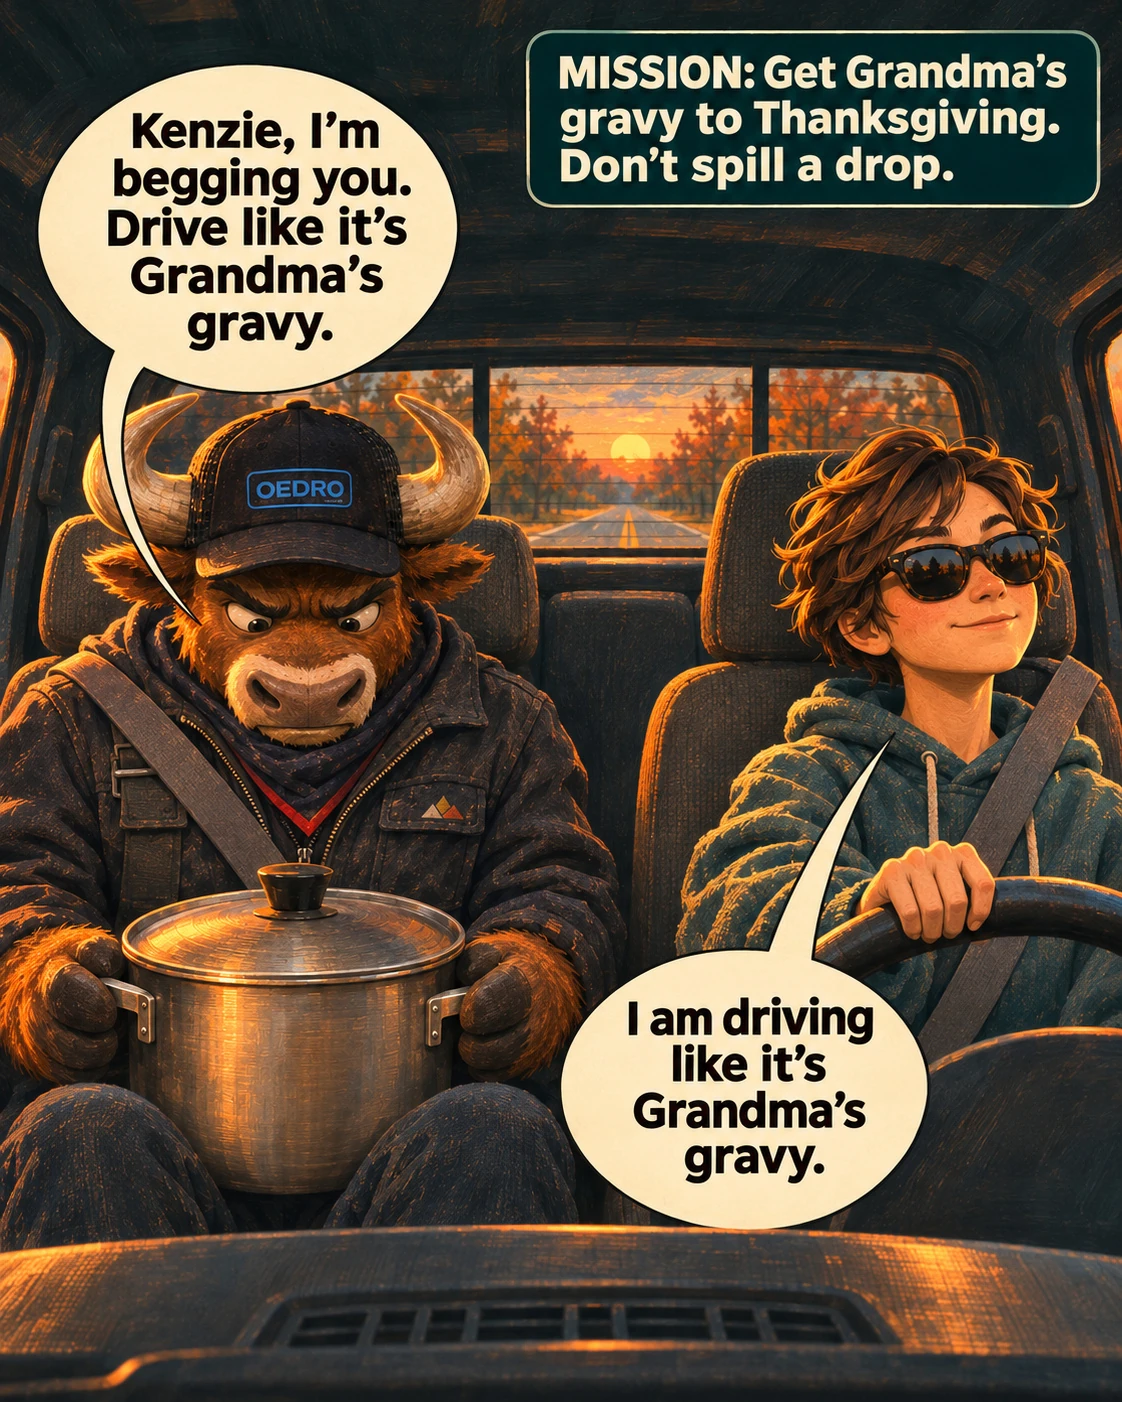 MISSION: Get Grandma's
gravy to Thanksgiving.
Don't spill a drop.
Kenzie, I'm
begging you.
Drive like it's
Grandma's
gravy.
OEDRO
I am driving
like it's
Grandma's
gravy.